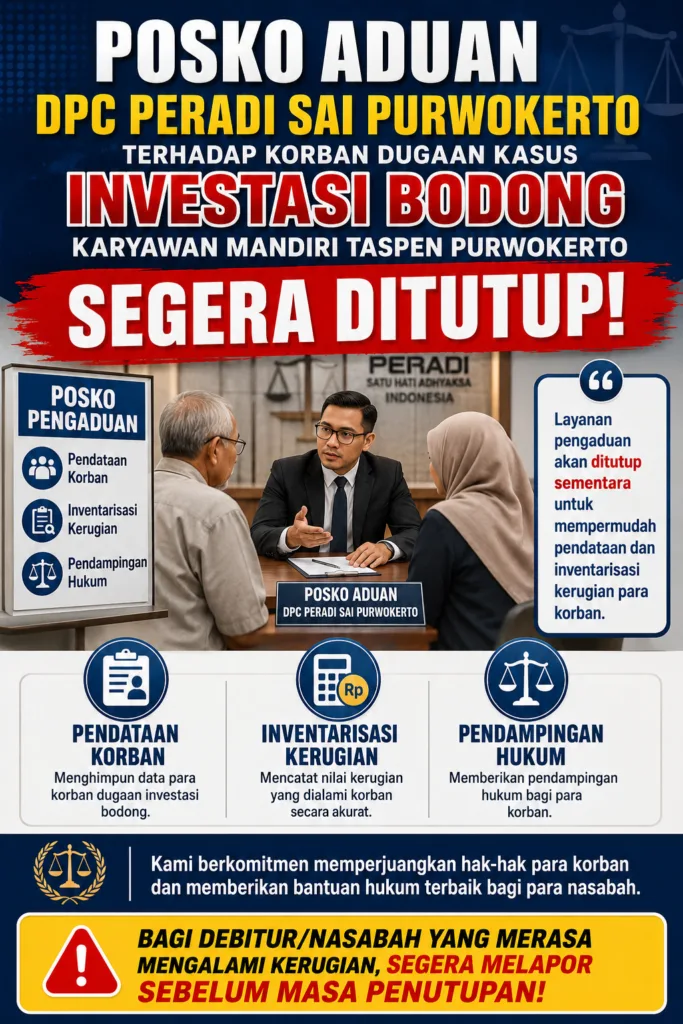 POSKO ADUAN
DPC PERADI SAI PURWOKERTO
TERHADAP KORBAN DUGAAN KASUS
INVESTASI BODONG
KARYAWAN MANDIRI TASPEN PURWOKERTO
SEGERA DITUTUP!
PERADI
SATU HATI ADHYAKSA
INDONESIA
POSKO
PENGADUAN
Pendataan
Korban
Inventarisasi
Kerugian
Pendampingan
Hukum
POSKO ADUAN
DPC PERADI SAI PURWOKERTO
“
Layanan
pengaduan
akan ditutup
sementara
untuk
mempermudah
pendataan dan
inventarisasi
kerugian para
korban.
PENDATAAN
KORBAN
Menghimpun data para
korban dugaan investasi
bodong.
Rp
INVENTARISASI
KERUGIAN
Mencatat nilai kerugian
yang dialami korban
secara akurat.
PENDAMPINGAN
HUKUM
Memberikan pendampingan
hukum bagi para
korban.
Kami berkomitmen memperjuangkan hak-hak para korban
dan memberikan bantuan hukum terbaik bagi para nasabah.
BAGI DEBITUR/NASABAH YANG MERASA
MENGALAMI KERUGIAN, SEGERA MELAPOR
SEBELUM MASA PENUTUPAN!